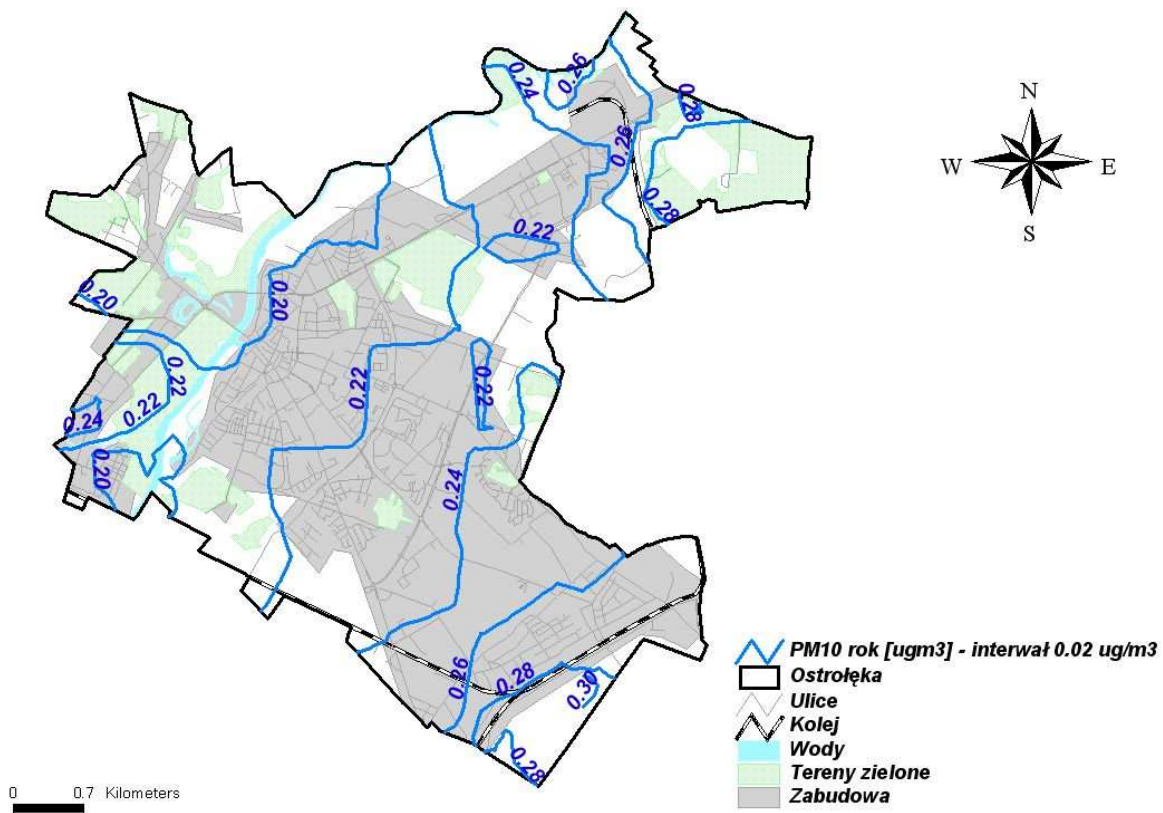 0.26
0.24
0.28
0.26
0.28
0.22
0.20
0.20
0.22
0.22
0.22
0.22
0.24
0.20
0.24
0.26
0.28
0.30
0.28
N
W
E
S
PM10 rok [ugm3] - interwał 0.02 ug/m3
Ostrołęka
Ulice
Kolej
Wody
Tereny zielone
Zabudowa
0 0.7 Kilometers